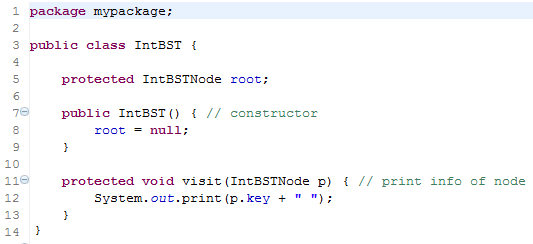 1 package mypackage;
2
3 public class IntBST {
4
5     protected IntBSTNode root;
6
7     public IntBST() { // constructor
8         root = null;
9     }
10
11     protected void visit(IntBSTNode p) { // print info of node
12         System.out.print(p.key + " ");
13     }
14 }